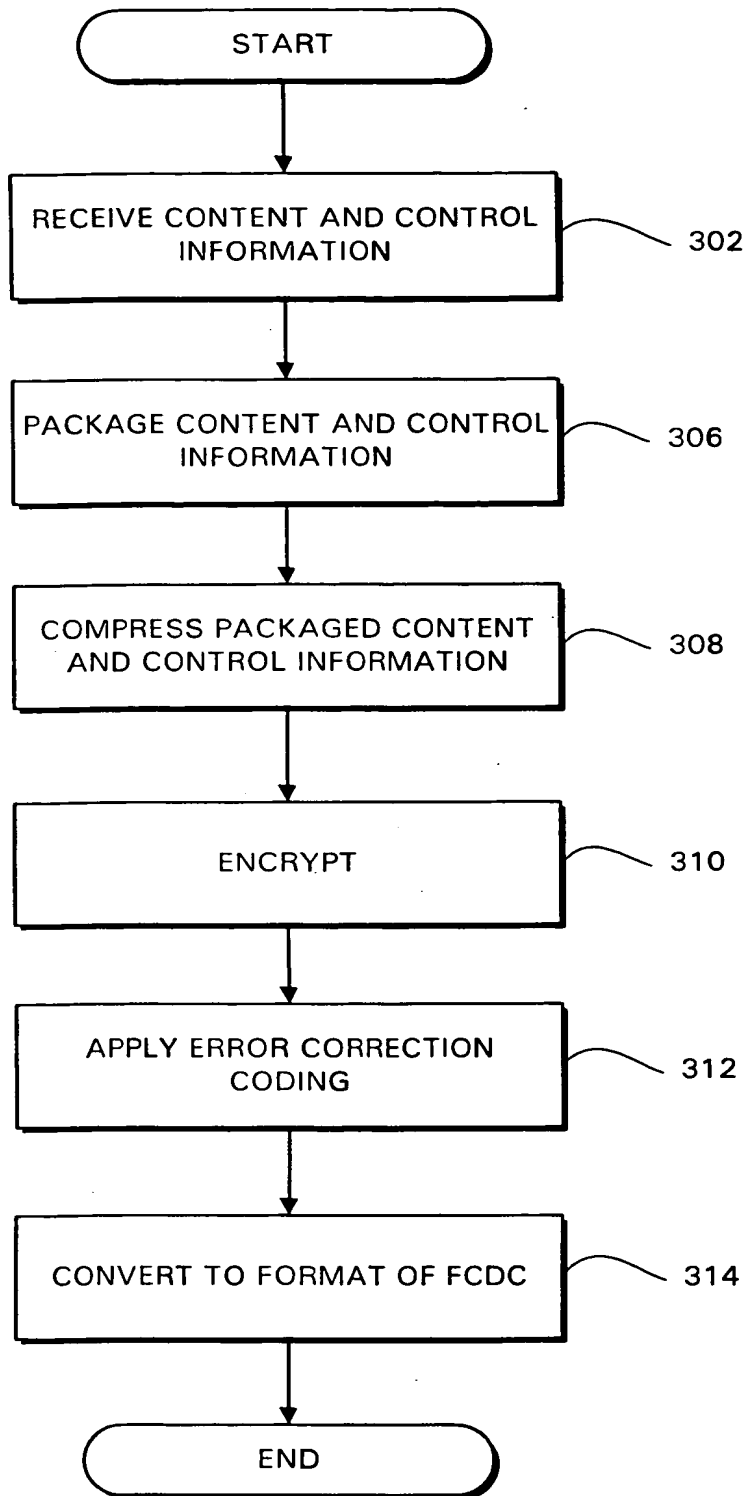 START
RECEIVE CONTENT AND CONTROL
INFORMATION
302
PACKAGE CONTENT AND CONTROL
INFORMATION
306
COMPRESS PACKAGED CONTENT
AND CONTROL INFORMATION
308
ENCRYPT
310
APPLY ERROR CORRECTION
CODING
312
CONVERT TO FORMAT OF FCDC
314
END